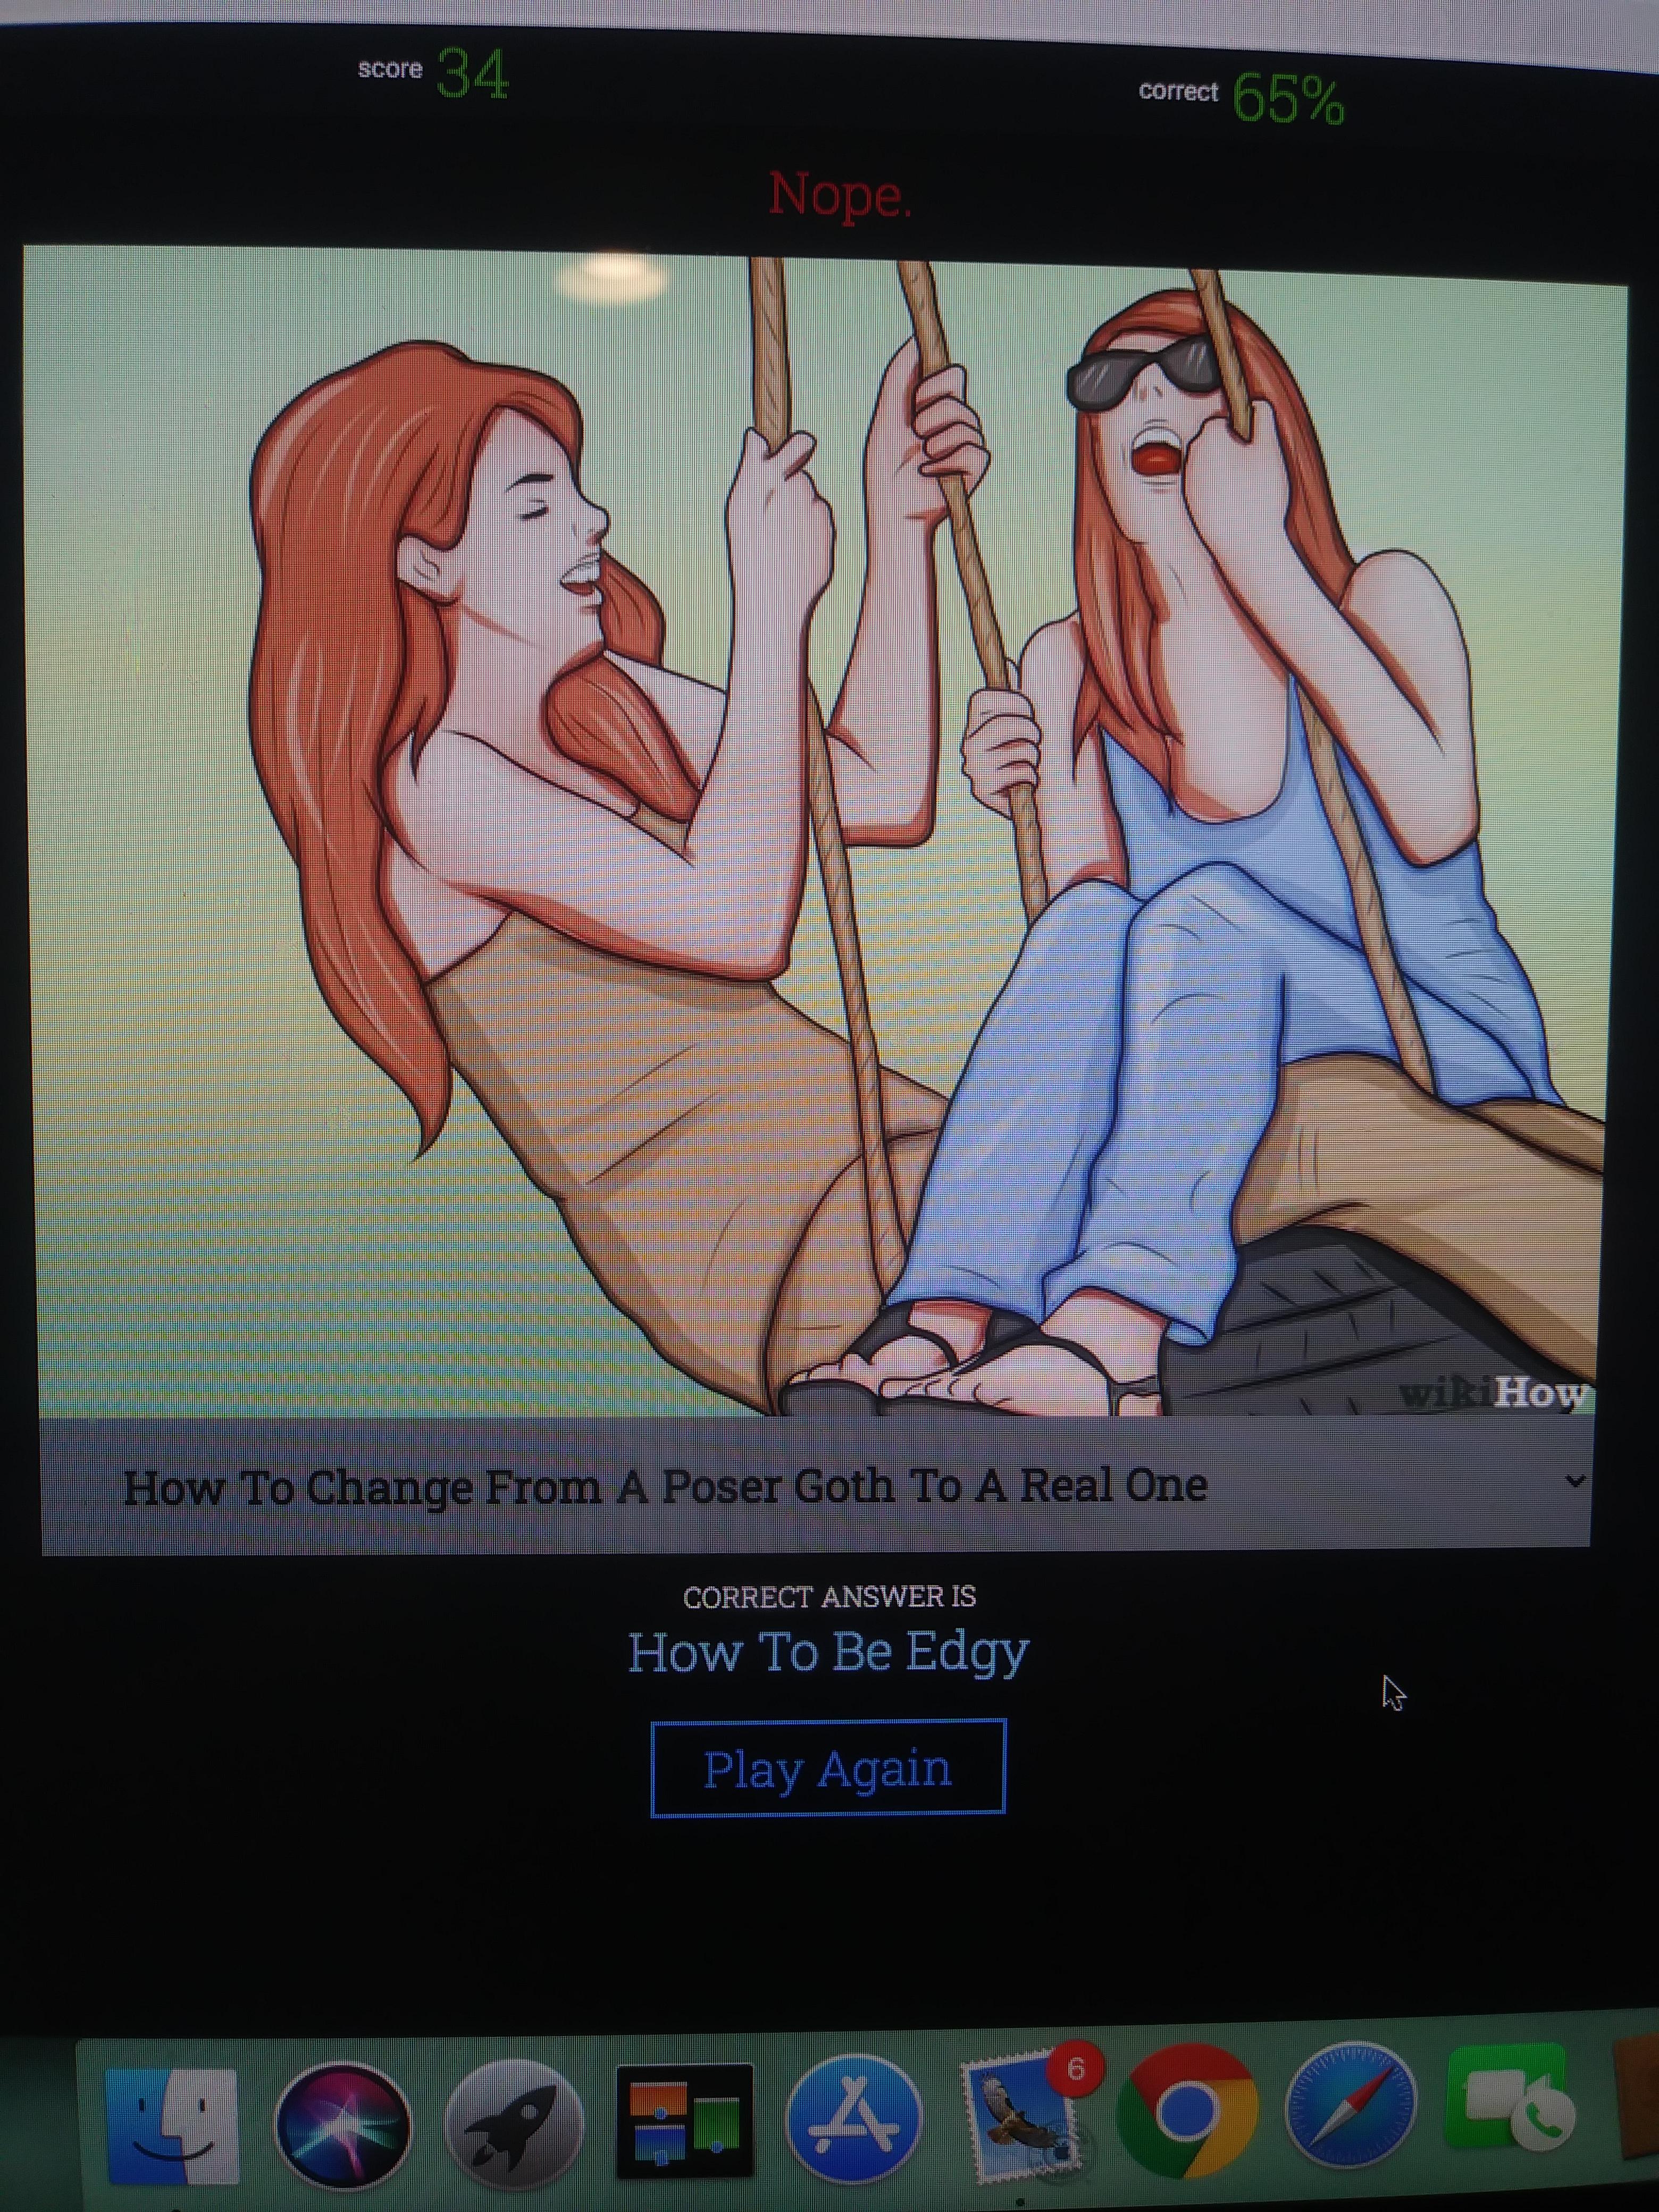 score 34
correct 65%
Nope.
wikiHow
How To Change From A Poser Goth To A Real One
CORRECT ANSWER IS
How To Be Edgy
Play Again
6